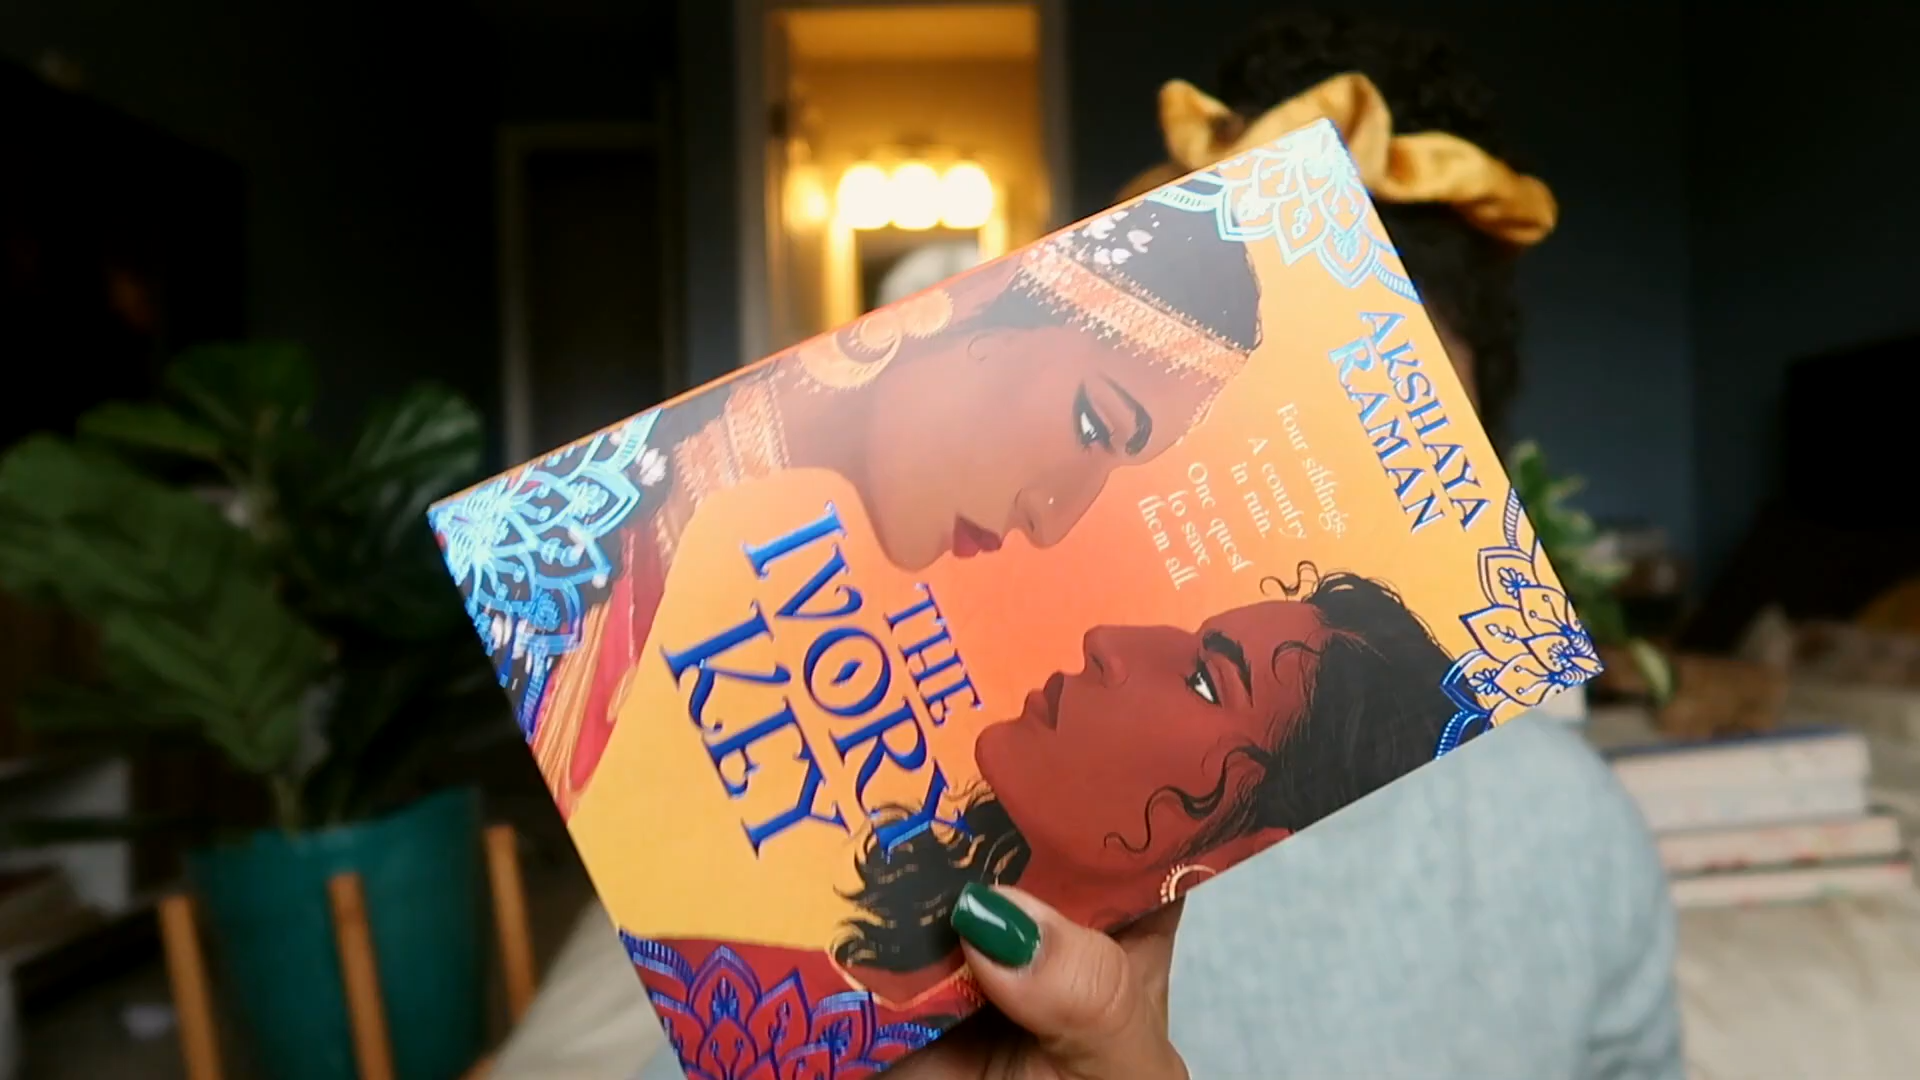 AKSHAYA
RAMAN
Four siblings.
A country
in ruin.
One quest
to save
them all.
THE
IVORY
KEY